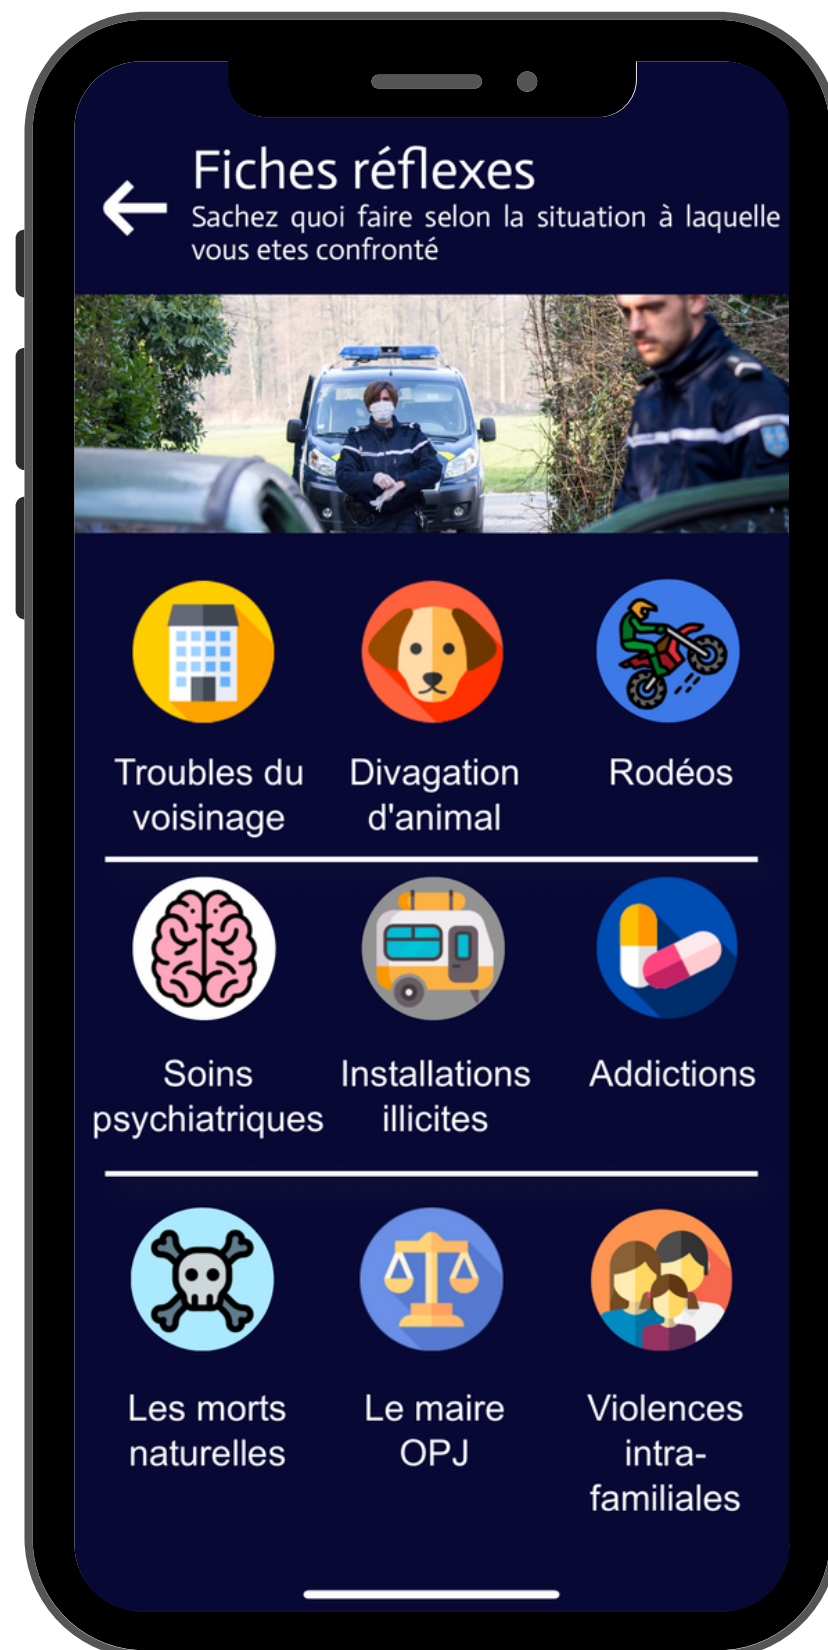 Fiches réflexes
Sachez quoi faire selon la situation à laquelle
vous etes confronté
Troubles du
voisinage
Divagation
d'animal
Rodéos
Soins
psychiatriques
Installations
illicites
Addictions
Les morts
naturelles
Le maire
OPJ
Violences
intra-
familiales